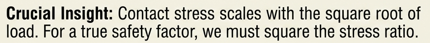 Crucial Insight: Contact stress scales with the square root of
load. For a true safety factor, we must square the stress ratio.